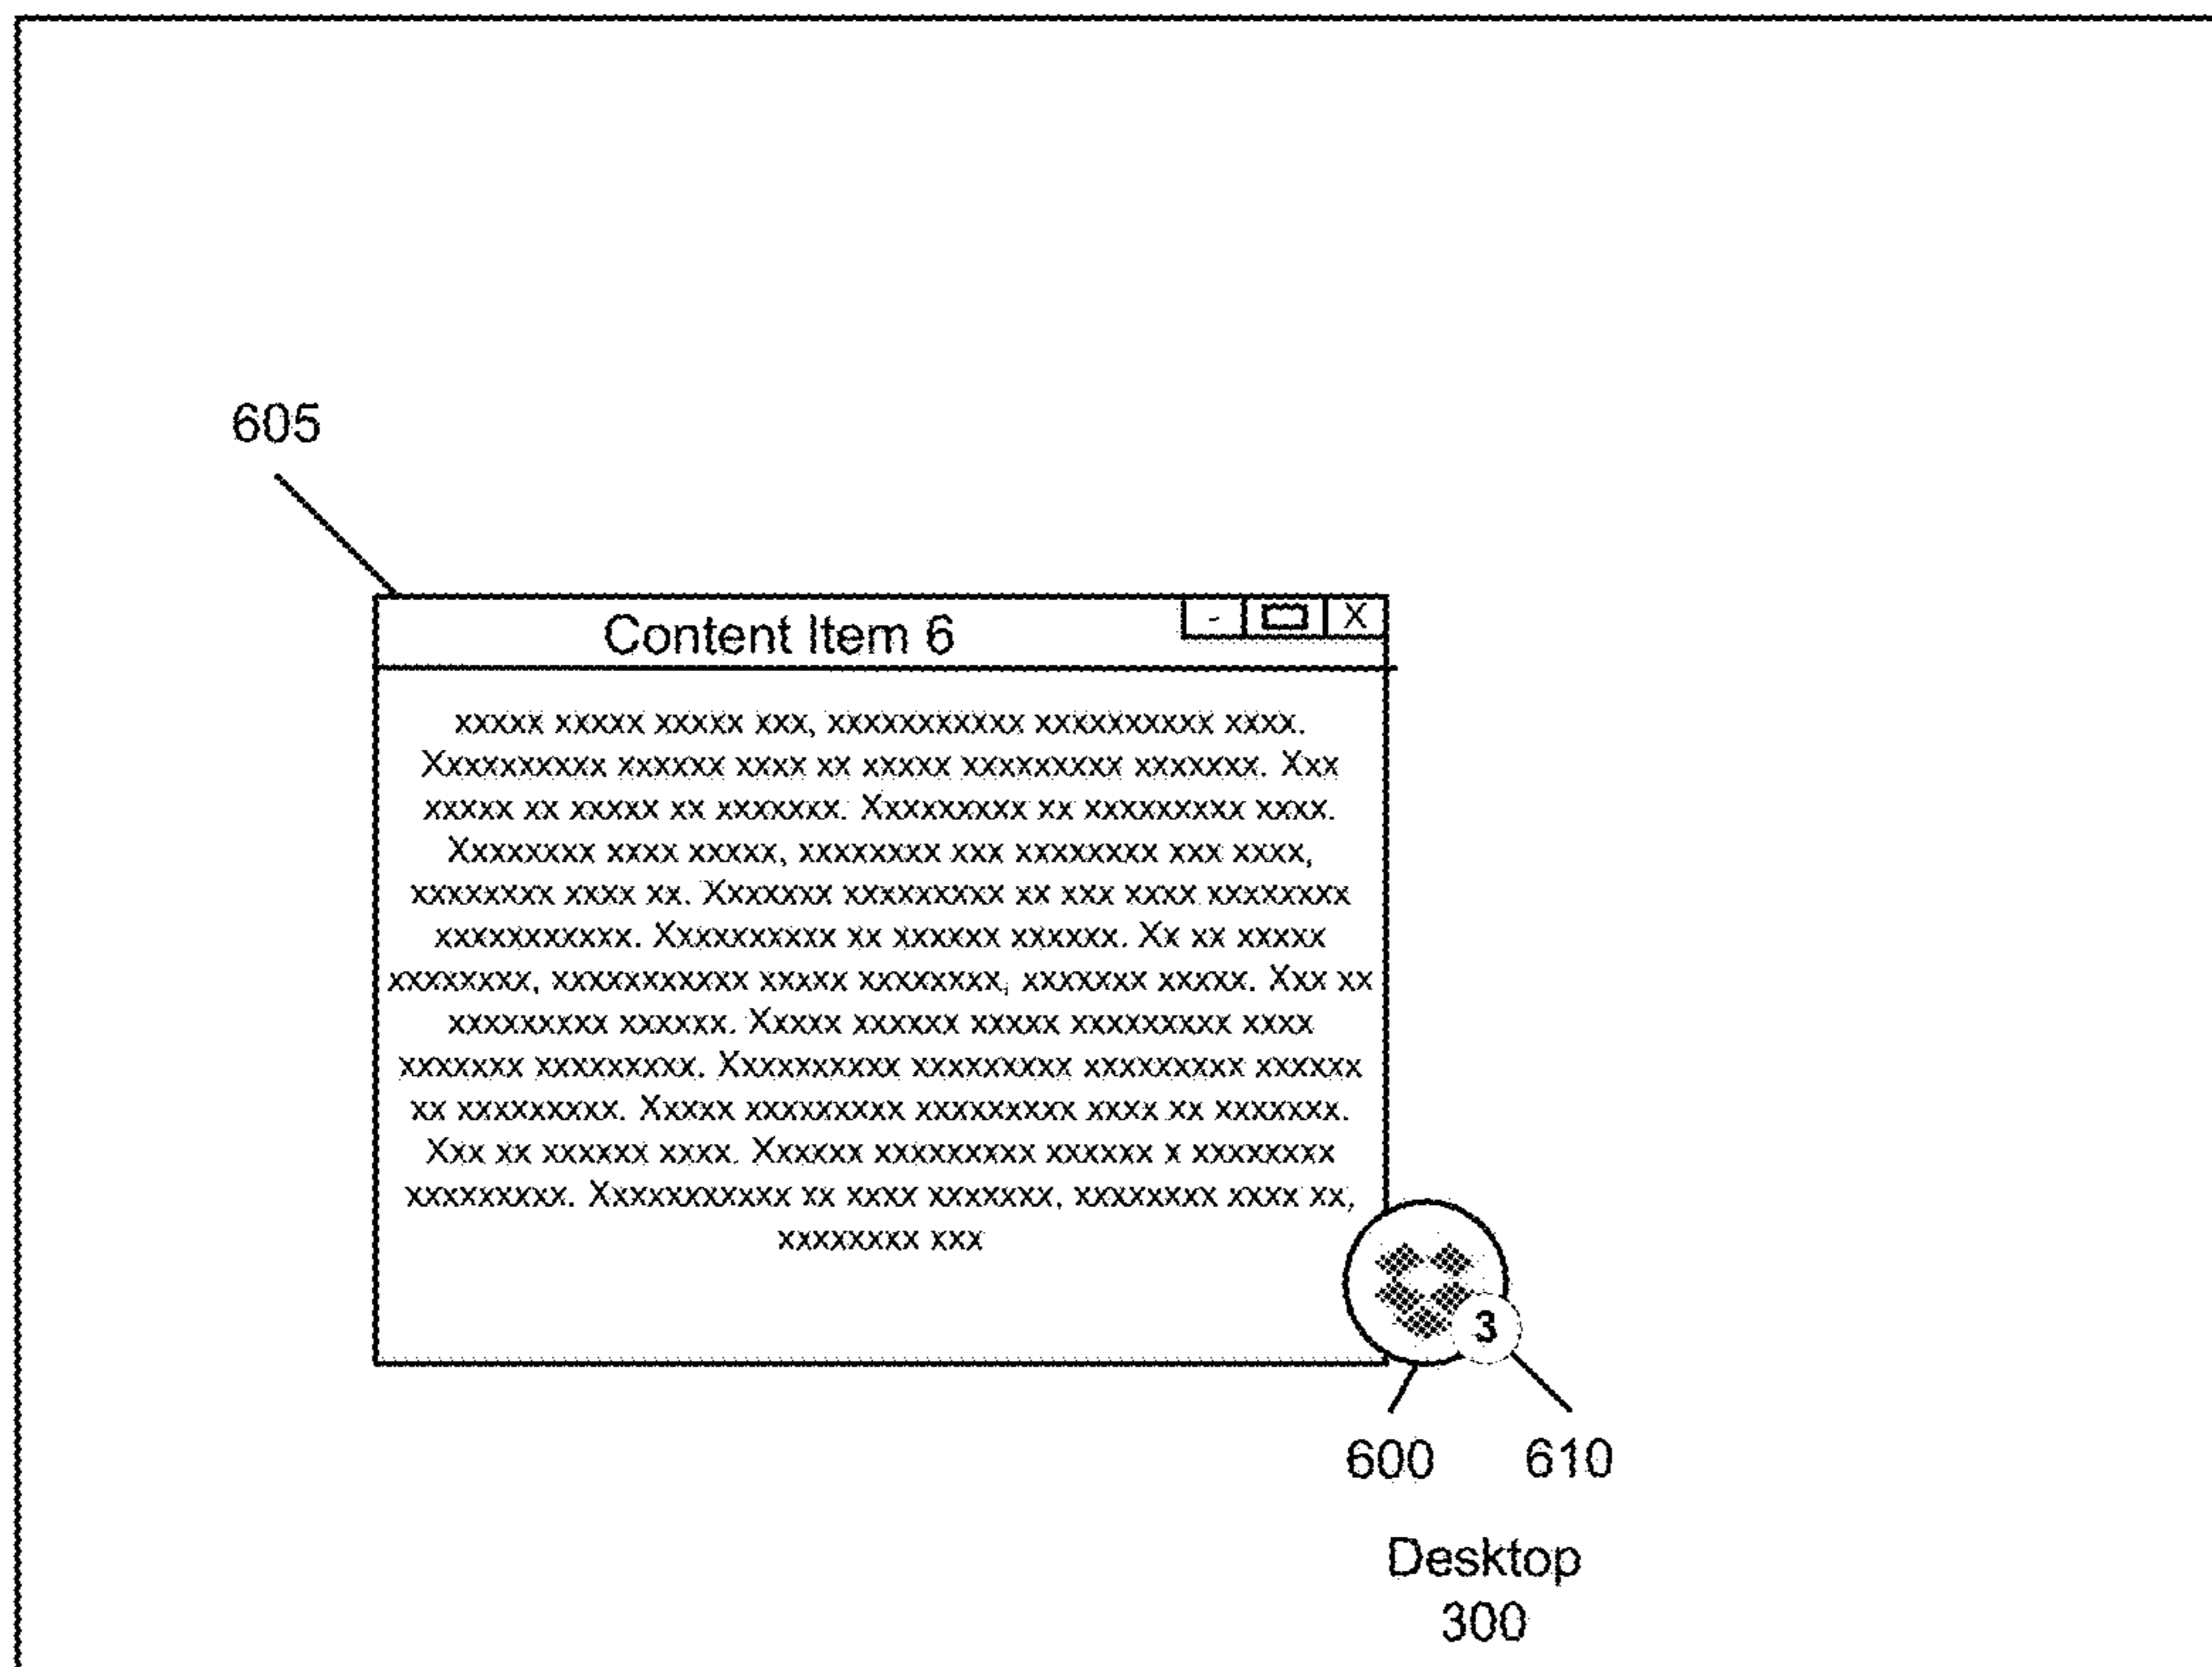 605
Content Item 6
- X
xxxxx xxxxx xxxxx xxx, xxxxxxxxxxx xxxxxxxxxx xxxx.
Xxxxxxxxxx xxxxxx xxxx xx xxxxx xxxxxxxxx xxxxxxx. Xxx
xxxxx xx xxxxx xx xxxxxxx. Xxxxxxxxx xx xxxxxxxxx xxxx.
Xxxxxxxx xxxx xxxxx, xxxxxxxx xxx xxxxxxxx xxx xxxx,
xxxxxxxx xxxx xx. Xxxxxxx xxxxxxxxx xx xxx xxxx xxxxxxxx
xxxxxxxxxxx. Xxxxxxxxxx xx xxxxxx xxxxxx. Xx xx xxxxx
xxxxxxxx, xxxxxxxxxxx xxxxx xxxxxxxx, xxxxxxx xxxxx. Xxx xx
xxxxxxxxx xxxxxx. Xxxxx xxxxxx xxxxx xxxxxxxxx xxxx
xxxxxxx xxxxxxxxx. Xxxxxxxxxx xxxxxxxxx xxxxxxxxx xxxxxx
xx xxxxxxxxx. Xxxxx xxxxxxxxx xxxxxxxxx xxxx xx xxxxxxx.
Xxx xx xxxxxx xxxx. Xxxxxx xxxxxxxxx xxxxxx x xxxxxxxx
xxxxxxxxx. Xxxxxxxxxxx xx xxxx xxxxxxx, xxxxxxxx xxxx xx,
xxxxxxxx xxx
3
600 610
Desktop
300